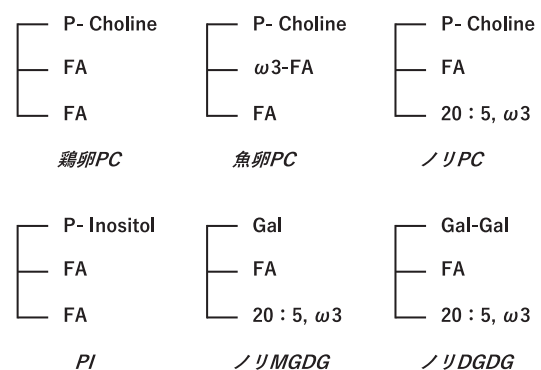 P- Choline
FA
FA
鶏卵PC
P- Choline
ω3-FA
FA
魚卵PC
P- Choline
FA
20：5, ω3
ノリPC
P- Inositol
FA
FA
PI
Gal
FA
20：5, ω3
ノリMGDG
Gal-Gal
FA
20：5, ω3
ノリDGDG